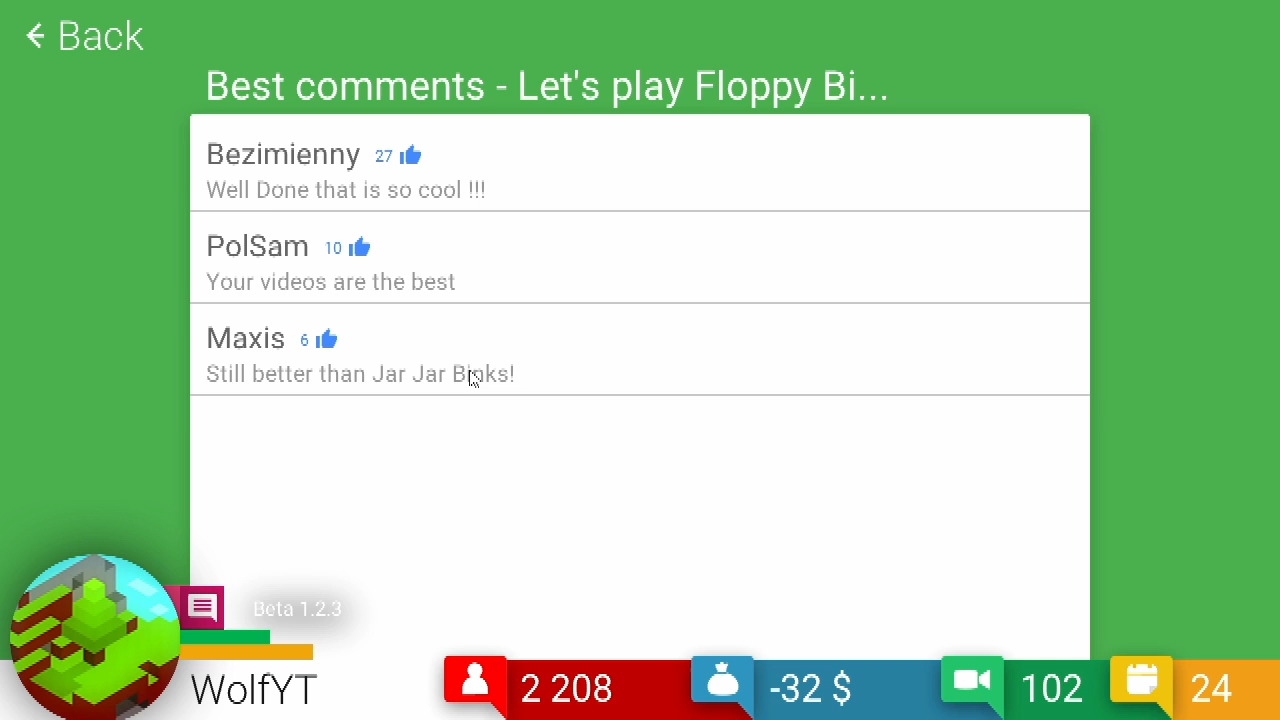 Back
Best comments - Let's play Floppy Bi...
Bezimienny 27
Well Done that is so cool !!!
PolSam 10
Your videos are the best
Maxis 6
Still better than Jar Jar Binks!
Beta 1.2.3
WolfYT 2 208 -32 $ 102 24